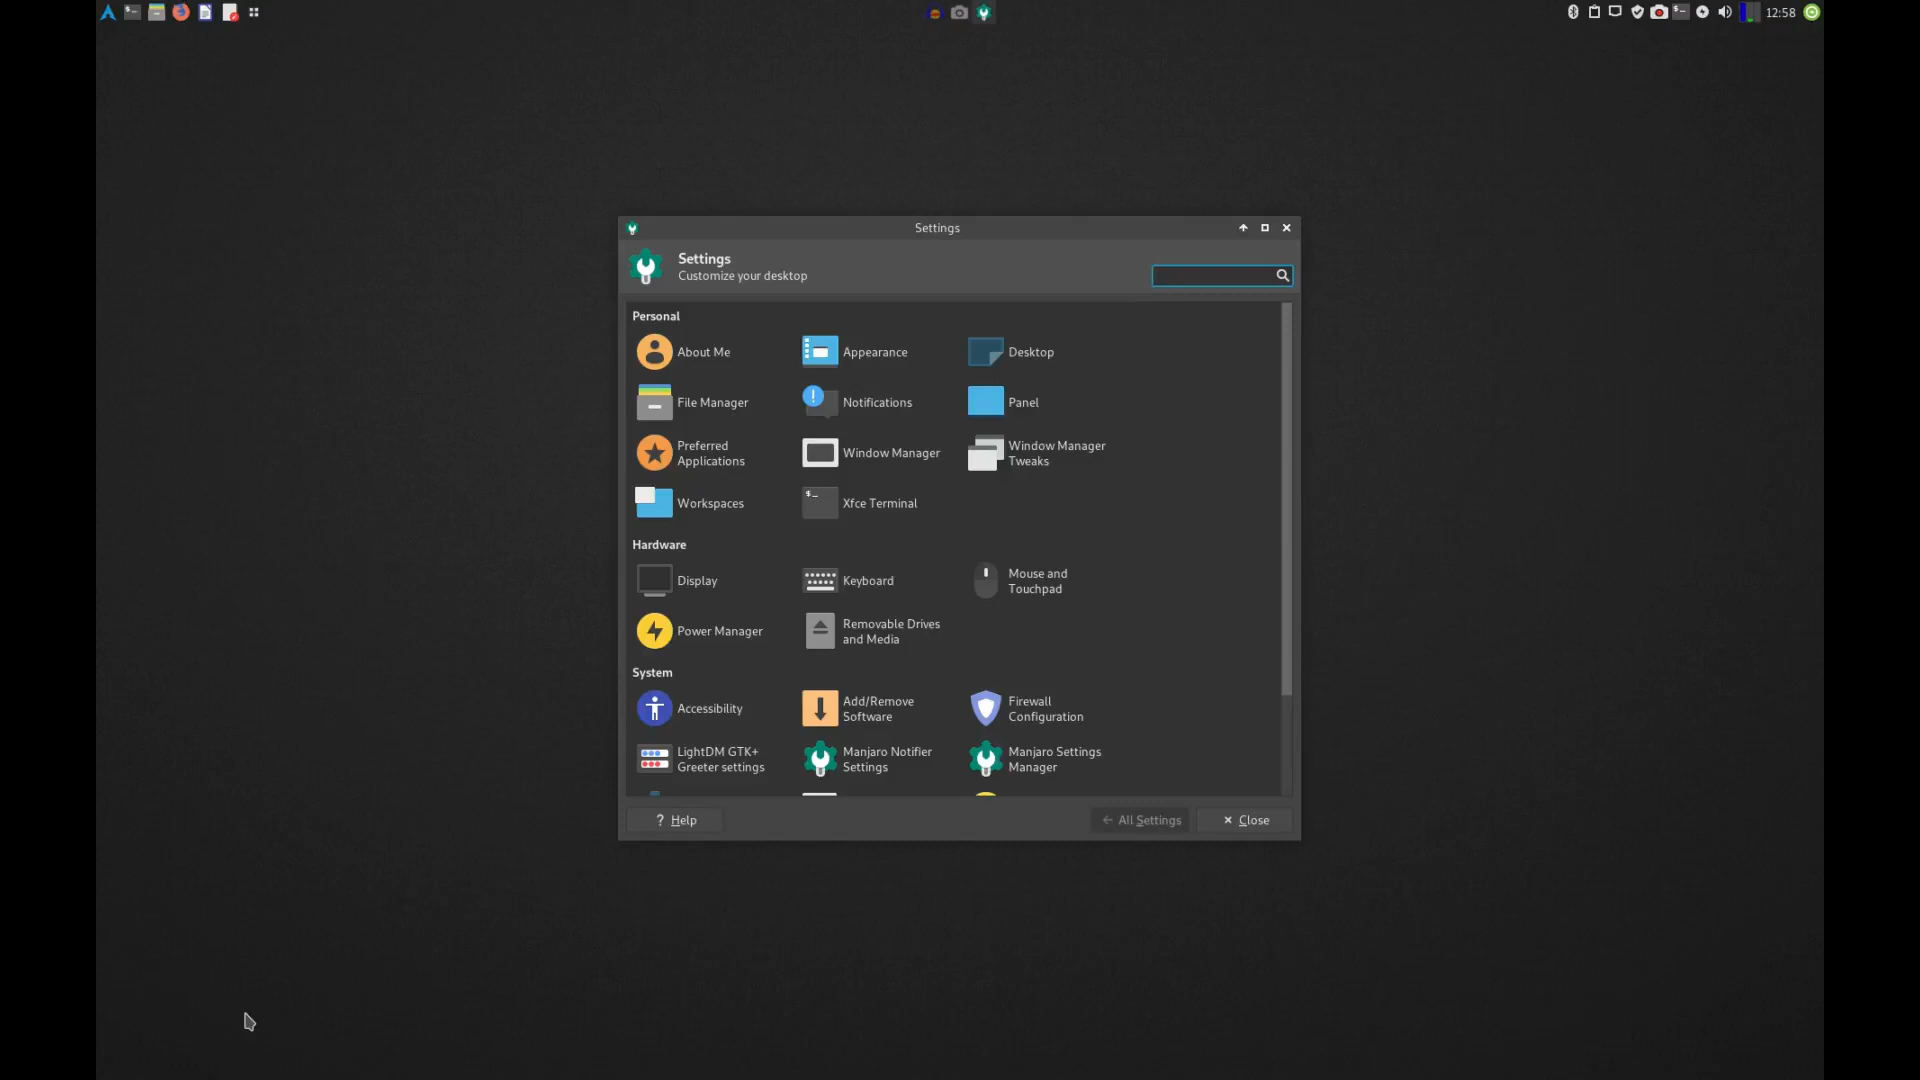 12:58
Settings
Settings
Customize your desktop
Personal
About Me
Appearance
Desktop
File Manager
Notifications
Panel
Preferred
Applications
Window Manager
Window Manager
Tweaks
Workspaces
$_
Xfce Terminal
Hardware
Display
Keyboard
Mouse and
Touchpad
Power Manager
Removable Drives
and Media
System
Accessibility
Add/Remove
Software
Firewall
Configuration
LightDM GTK+
Greeter settings
Manjaro Notifier
Settings
Manjaro Settings
Manager
? Help
← All Settings
× Close